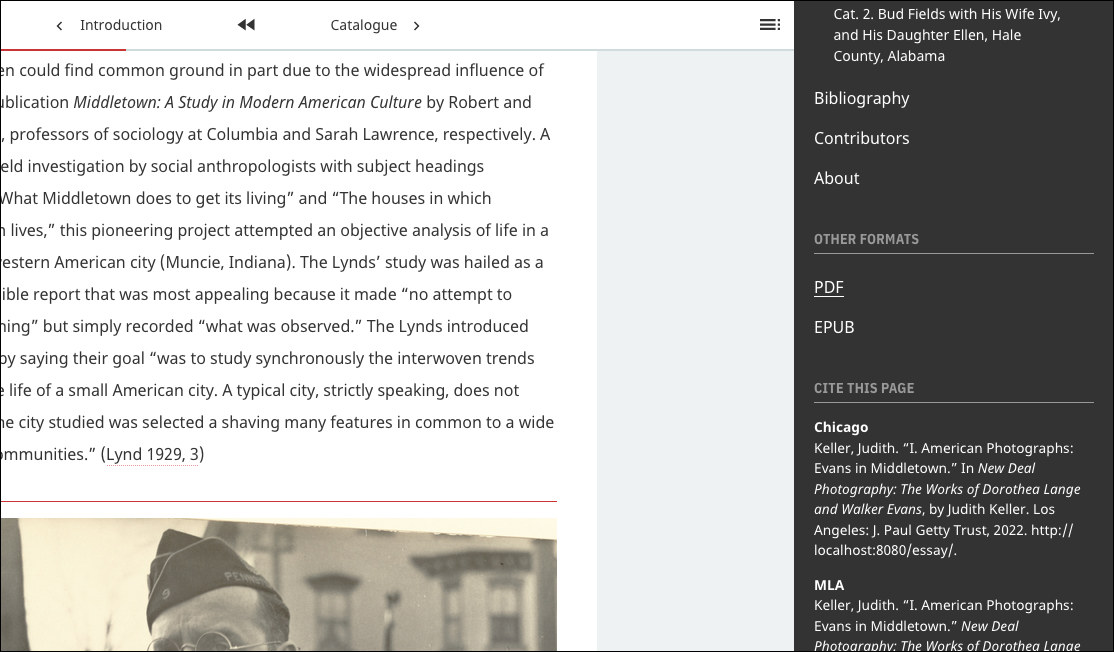 Introduction
Catalogue
en could find common ground in part due to the widespread influence of
ublication Middletown: A Study in Modern American Culture by Robert and
, professors of sociology at Columbia and Sarah Lawrence, respectively. A
eld investigation by social anthropologists with subject headings
What Middletown does to get its living” and “The houses in which
n lives,” this pioneering project attempted an objective analysis of life in a
estern American city (Muncie, Indiana). The Lynds’ study was hailed as a
ible report that was most appealing because it made “no attempt to
ning” but simply recorded “what was observed.” The Lynds introduced
by saying their goal “was to study synchronously the interwoven trends
e life of a small American city. A typical city, strictly speaking, does not
he city studied was selected a shaving many features in common to a wide
ommunities.” (Lynd 1929, 3)
PENN
9
Cat. 2. Bud Fields with His Wife Ivy,
and His Daughter Ellen, Hale
County, Alabama
Bibliography
Contributors
About
OTHER FORMATS
PDF
EPUB
CITE THIS PAGE
Chicago
Keller, Judith. “I. American Photographs:
Evans in Middletown.” In New Deal
Photography: The Works of Dorothea Lange
and Walker Evans, by Judith Keller. Los
Angeles: J. Paul Getty Trust, 2022. http://
localhost:8080/essay/.
MLA
Keller, Judith. “I. American Photographs:
Evans in Middletown.” New Deal
Photography: The Works of Dorothea Lange